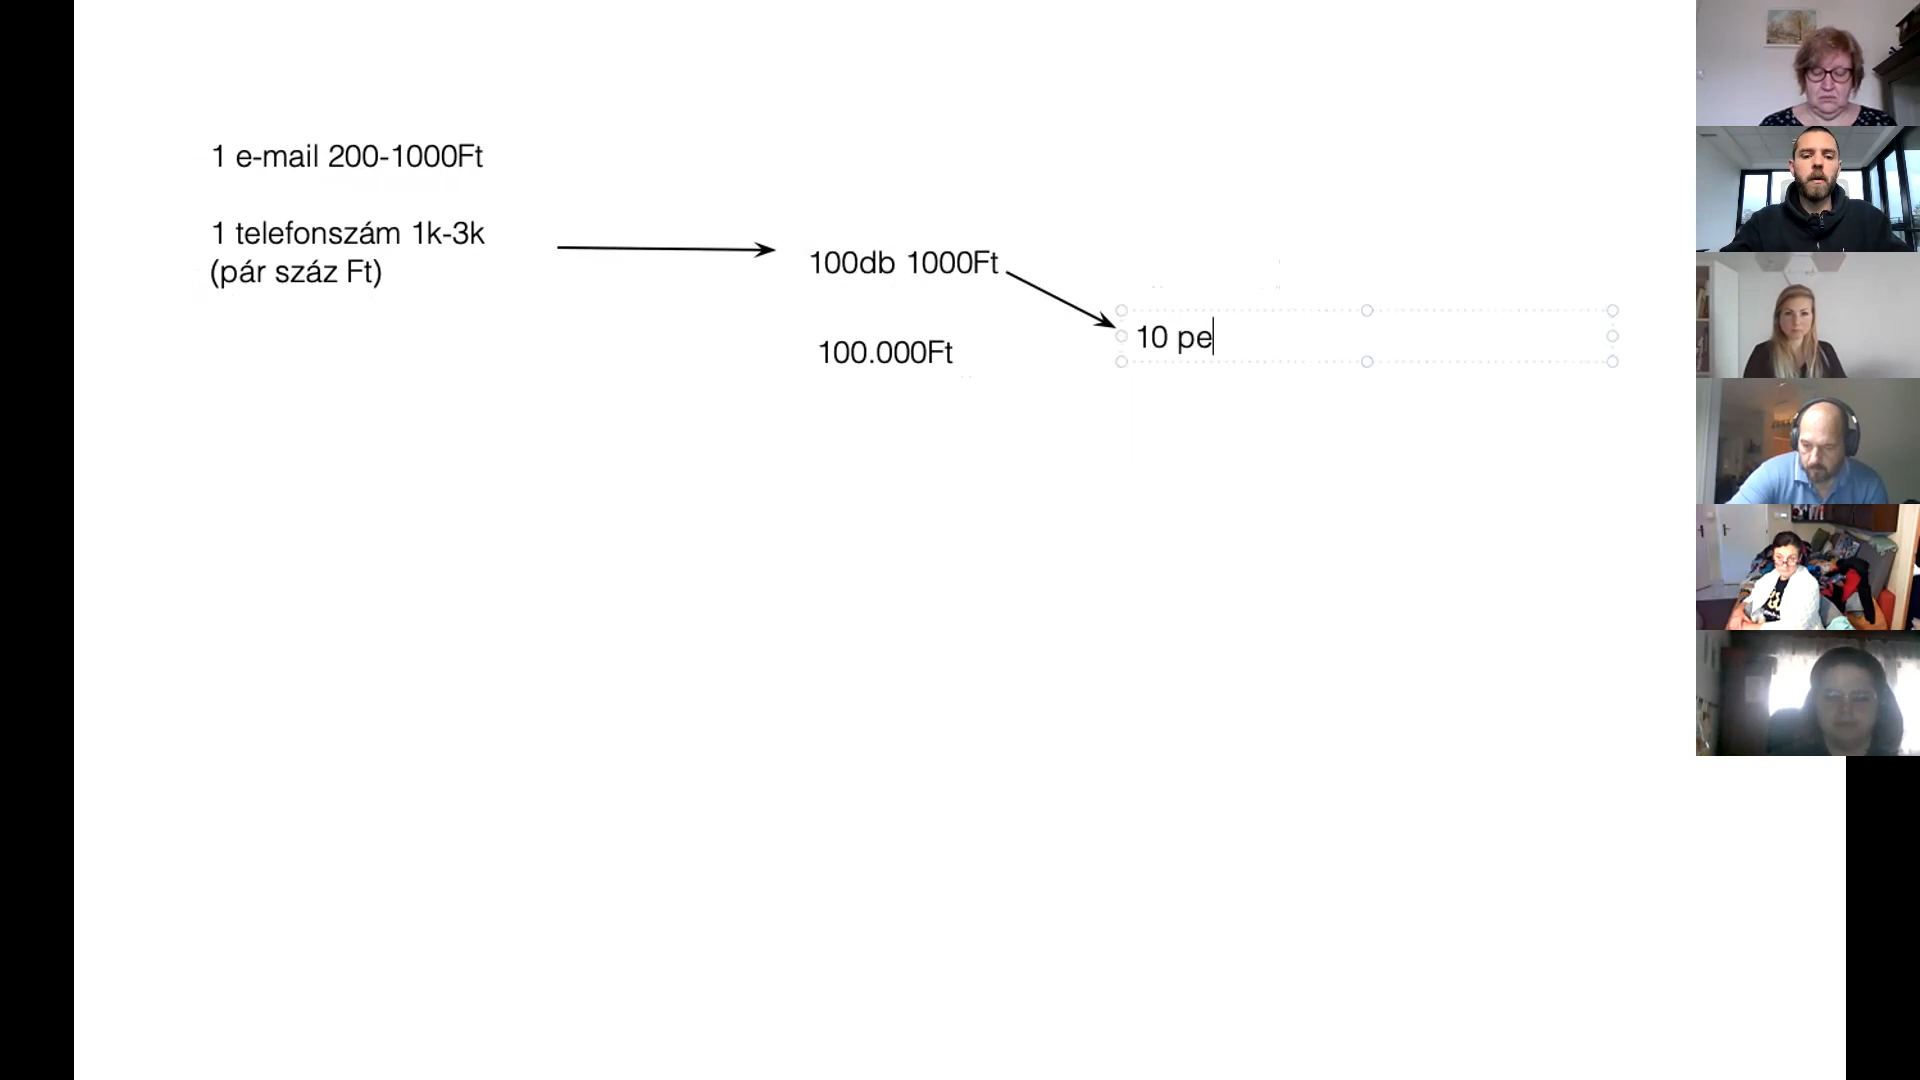 1 e-mail 200-1000Ft
1 telefonszám 1k-3k
(pár száz Ft)
100db 1000Ft
100.000Ft
10 pe